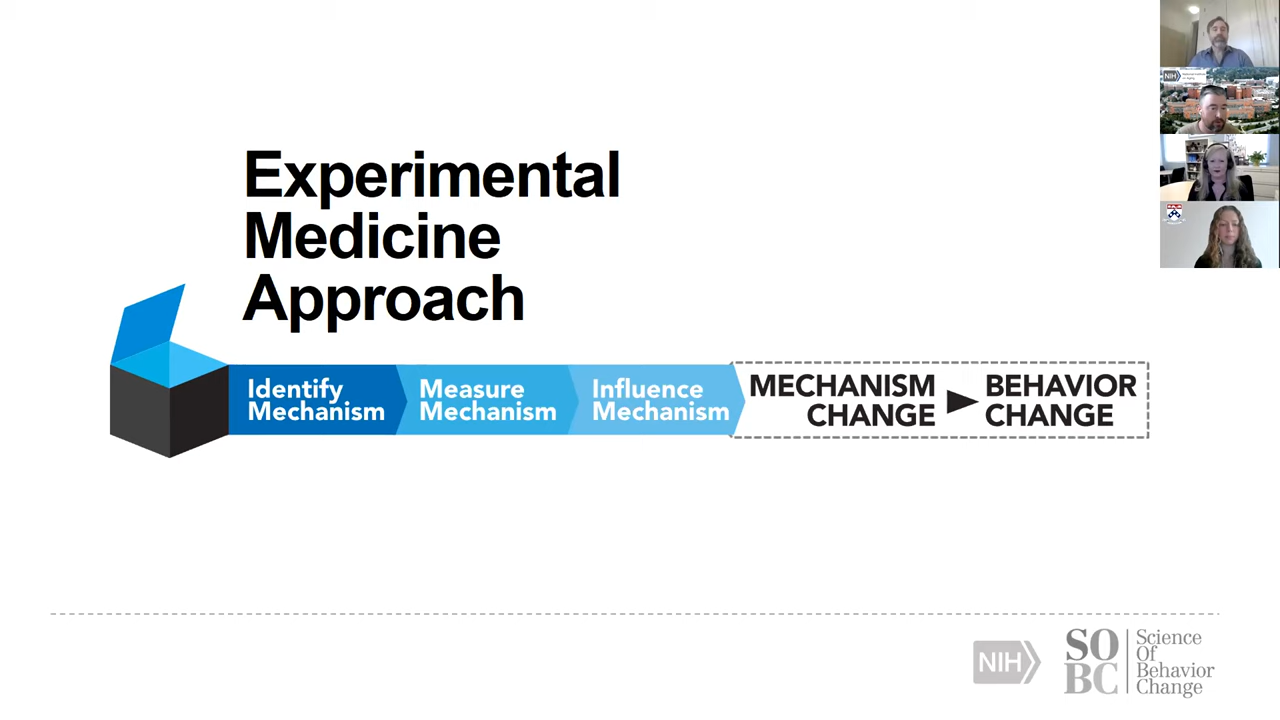 Experimental
Medicine
Approach
Identify
Mechanism
Measure
Mechanism
Influence
Mechanism
MECHANISM
CHANGE
BEHAVIOR
CHANGE
NIH
NIH
SO
BC
Science
Of
Behavior
Change